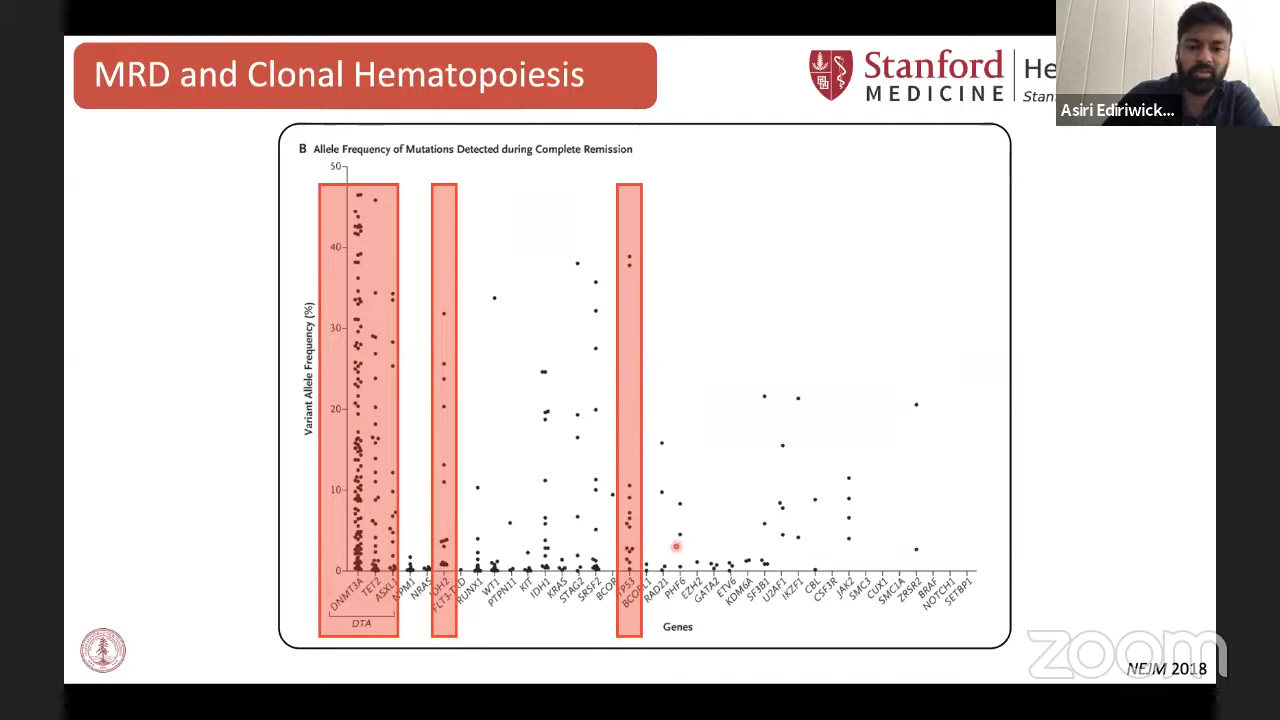 MRD and Clonal Hematopoiesis
Stanford
MEDICINE
He
Stan
Asiri Ediriwick...
B Allele Frequency of Mutations Detected during Complete Remission
Variant Allele Frequency (%)
50
40
30
20
10
0
DNMT3A
TET2
ASXL1
NPM1
NRAS
IDH2
FLT3-TKD
RUNX1
WT1
PTPN11
KIT
IDH1
KRAS
STAG2
SRSF2
BCOR
TP53
BCORL1
RAD21
PHF6
EZH2
GATA2
ETV6
KDM6A
SF3B1
U2AF1
IKZF1
CBL
CSF3R
JAK2
SMC3
CUX1
SMC1A
ZRSR2
BRAF
NOTCH1
SETBP1
DTA
Genes
NEJM 2018
zoom